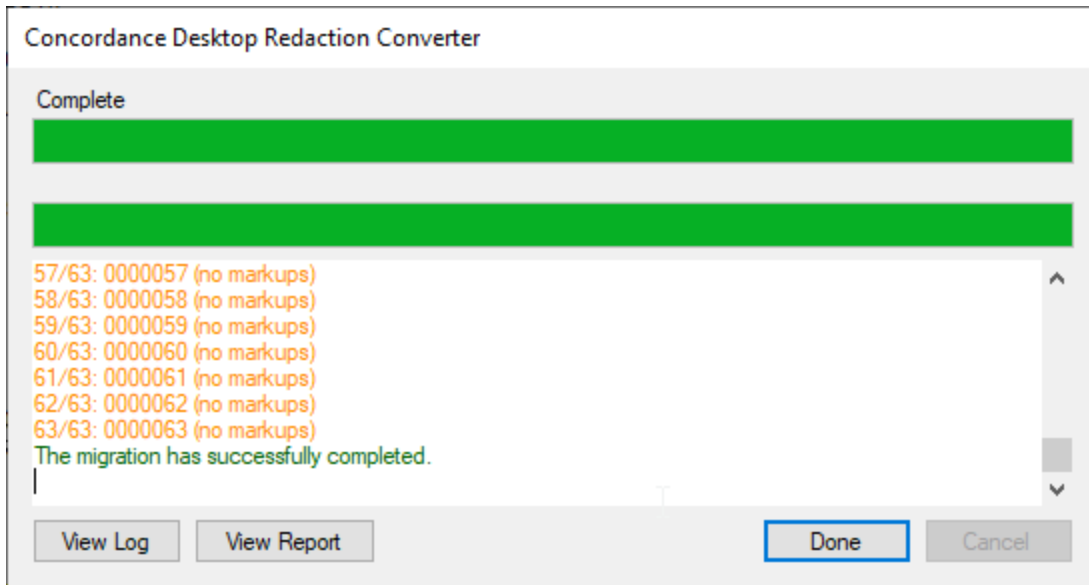 Concordance Desktop Redaction Converter
Complete
57/63: 0000057 (no markups)
58/63: 0000058 (no markups)
59/63: 0000059 (no markups)
60/63: 0000060 (no markups)
61/63: 0000061 (no markups)
62/63: 0000062 (no markups)
63/63: 0000063 (no markups)
The migration has successfully completed.
View Log View Report Done Cancel